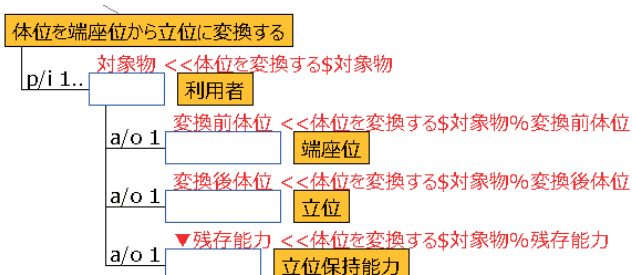 体位を端座位から立位に変換する
対象物 <<体位を変換する$対象物
p/i 1..
利用者
変換前体位 <<体位を変換する$対象物%変換前体位
a/o 1
端座位
変換後体位 <<体位を変換する$対象物%変換後体位
a/o 1
立位
▼残存能力 <<体位を変換する$対象物%残存能力
a/o 1
立位保持能力